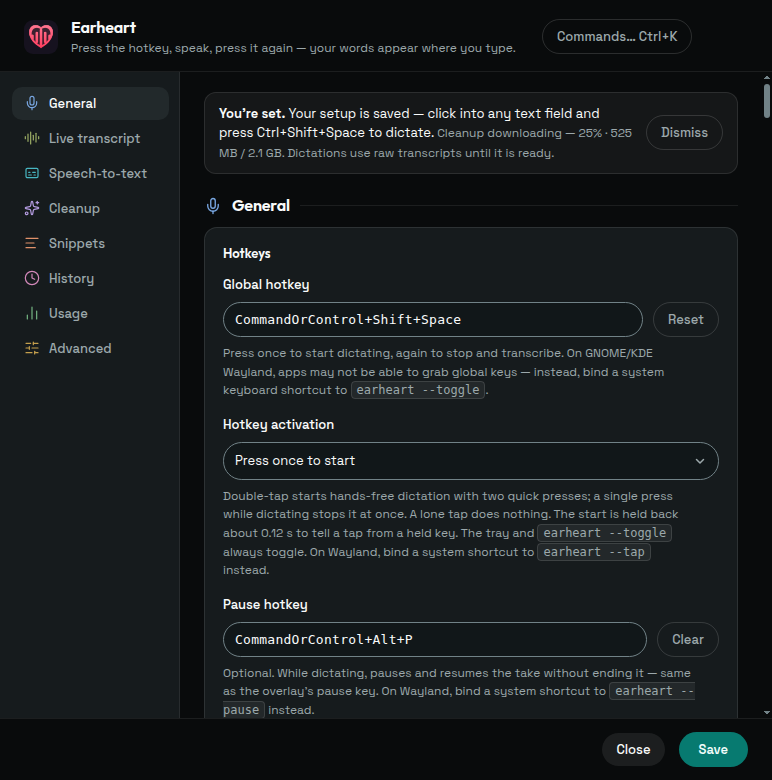 Earheart
Press the hotkey, speak, press it again — your words appear where you type.
Commands... Ctrl+K
General
Live transcript
Speech-to-text
Cleanup
Snippets
History
Usage
Advanced
You're set. Your setup is saved — click into any text field and
press Ctrl+Shift+Space to dictate. Cleanup downloading — 25% · 525
MB / 2.1 GB. Dictations use raw transcripts until it is ready.
Dismiss
General
Hotkeys
Global hotkey
CommandOrControl+Shift+Space
Reset
Press once to start dictating, again to stop and transcribe. On GNOME/KDE
Wayland, apps may not be able to grab global keys — instead, bind a system
keyboard shortcut to earheart --toggle.
Hotkey activation
Press once to start
Double-tap starts hands-free dictation with two quick presses; a single press
while dictating stops it at once. A lone tap does nothing. The start is held back
about 0.12 s to tell a tap from a held key. The tray and earheart --toggle
always toggle. On Wayland, bind a system shortcut to earheart --tap
instead.
Pause hotkey
CommandOrControl+Alt+P
Clear
Optional. While dictating, pauses and resumes the take without ending it — same
as the overlay's pause key. On Wayland, bind a system shortcut to earheart --
pause instead.
Close
Save